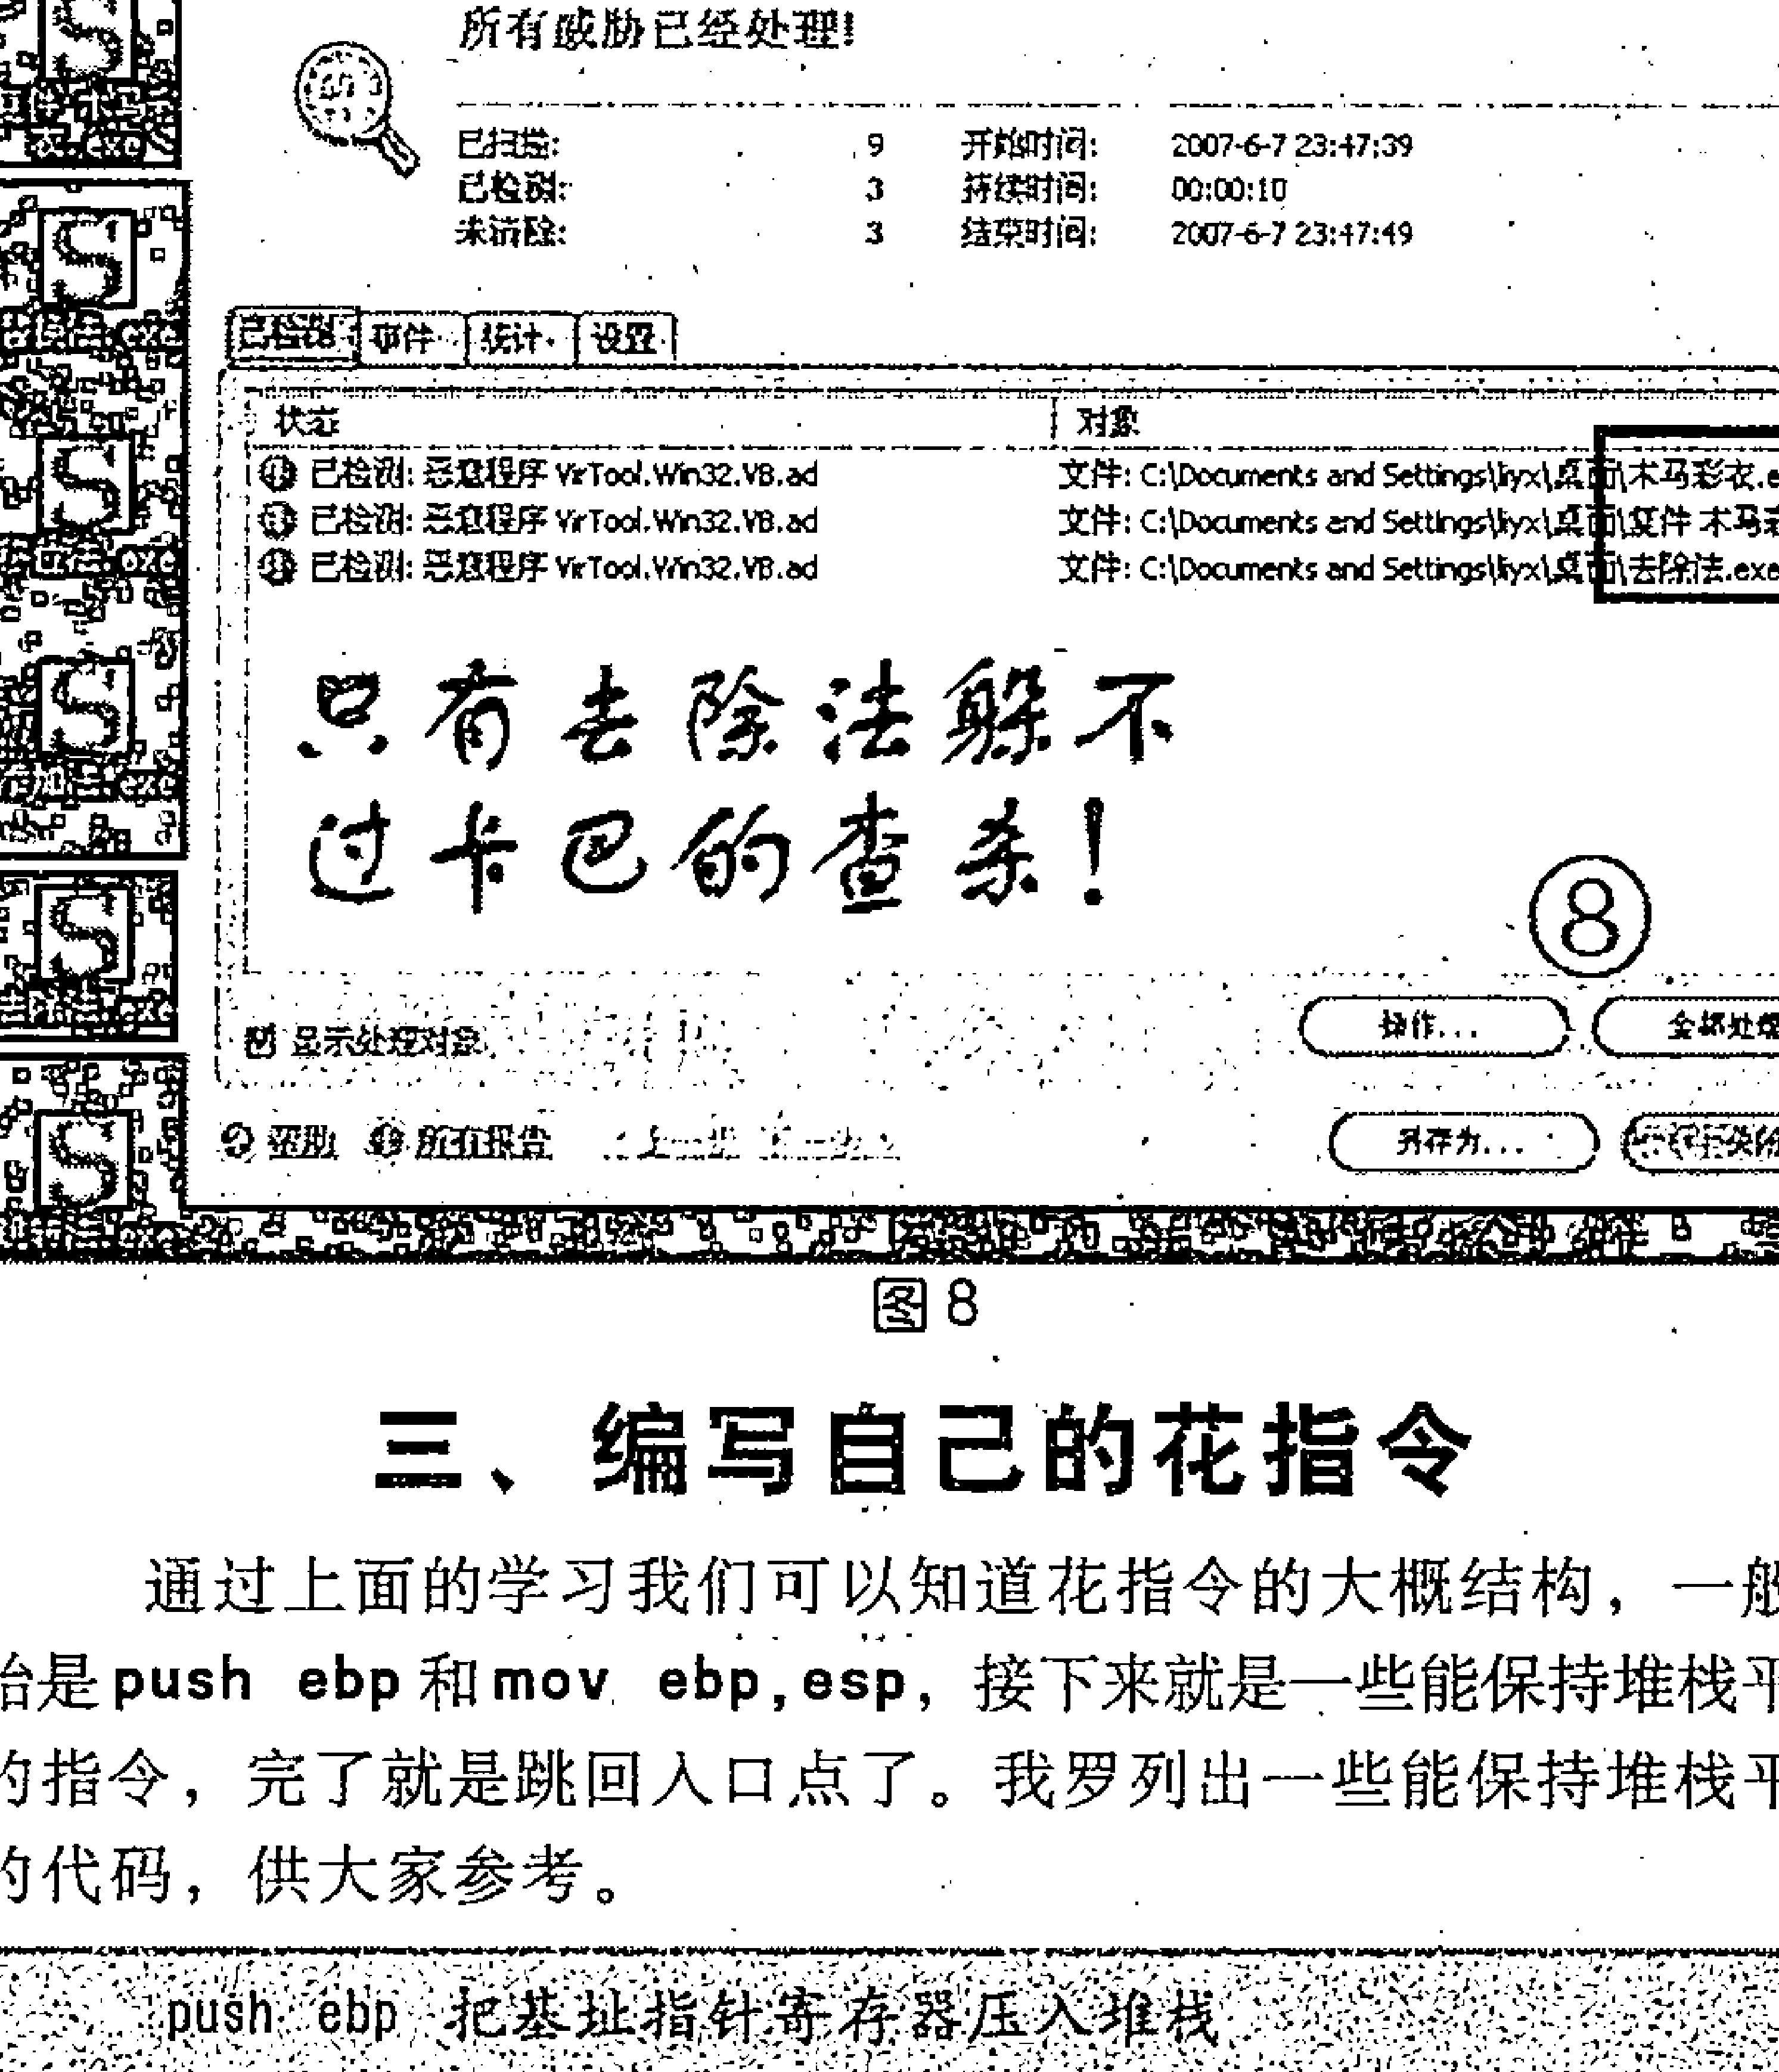 所有威胁已经处理!
已扫描: 9 开始时间: 2007-6-7 23:47:39
已检测: 3 持续时间: 00:00:10
未清除: 3 结束时间: 2007-6-7 23:47:49
已检测 事件 统计 设置
状态 对象
已检测: 恶意程序 VirTool.Win32.VB.ad 文件: C:\Documents and Settings\liyx\桌面\木马彩衣.e
已检测: 恶意程序 VirTool.Win32.VB.ad 文件: C:\Documents and Settings\liyx\桌面\复件 木马彩
已检测: 恶意程序 VirTool.Win32.VB.ad 文件: C:\Documents and Settings\liyx\桌面\去除法.exe
只有去除法躲不
过卡巴的查杀!
⑧
显示处理对象 操作... 全部处理
帮助 所有报告 上一步 下一步 另存为...
图8
三、编写自己的花指令
通过上面的学习我们可以知道花指令的大概结构，一般
始是push ebp和mov ebp,esp，接下来就是一些能保持堆栈平
的指令，完了就是跳回入口点了。我罗列出一些能保持堆栈平
的代码，供大家参考。
push ebp 把基址指针寄存器压入堆栈